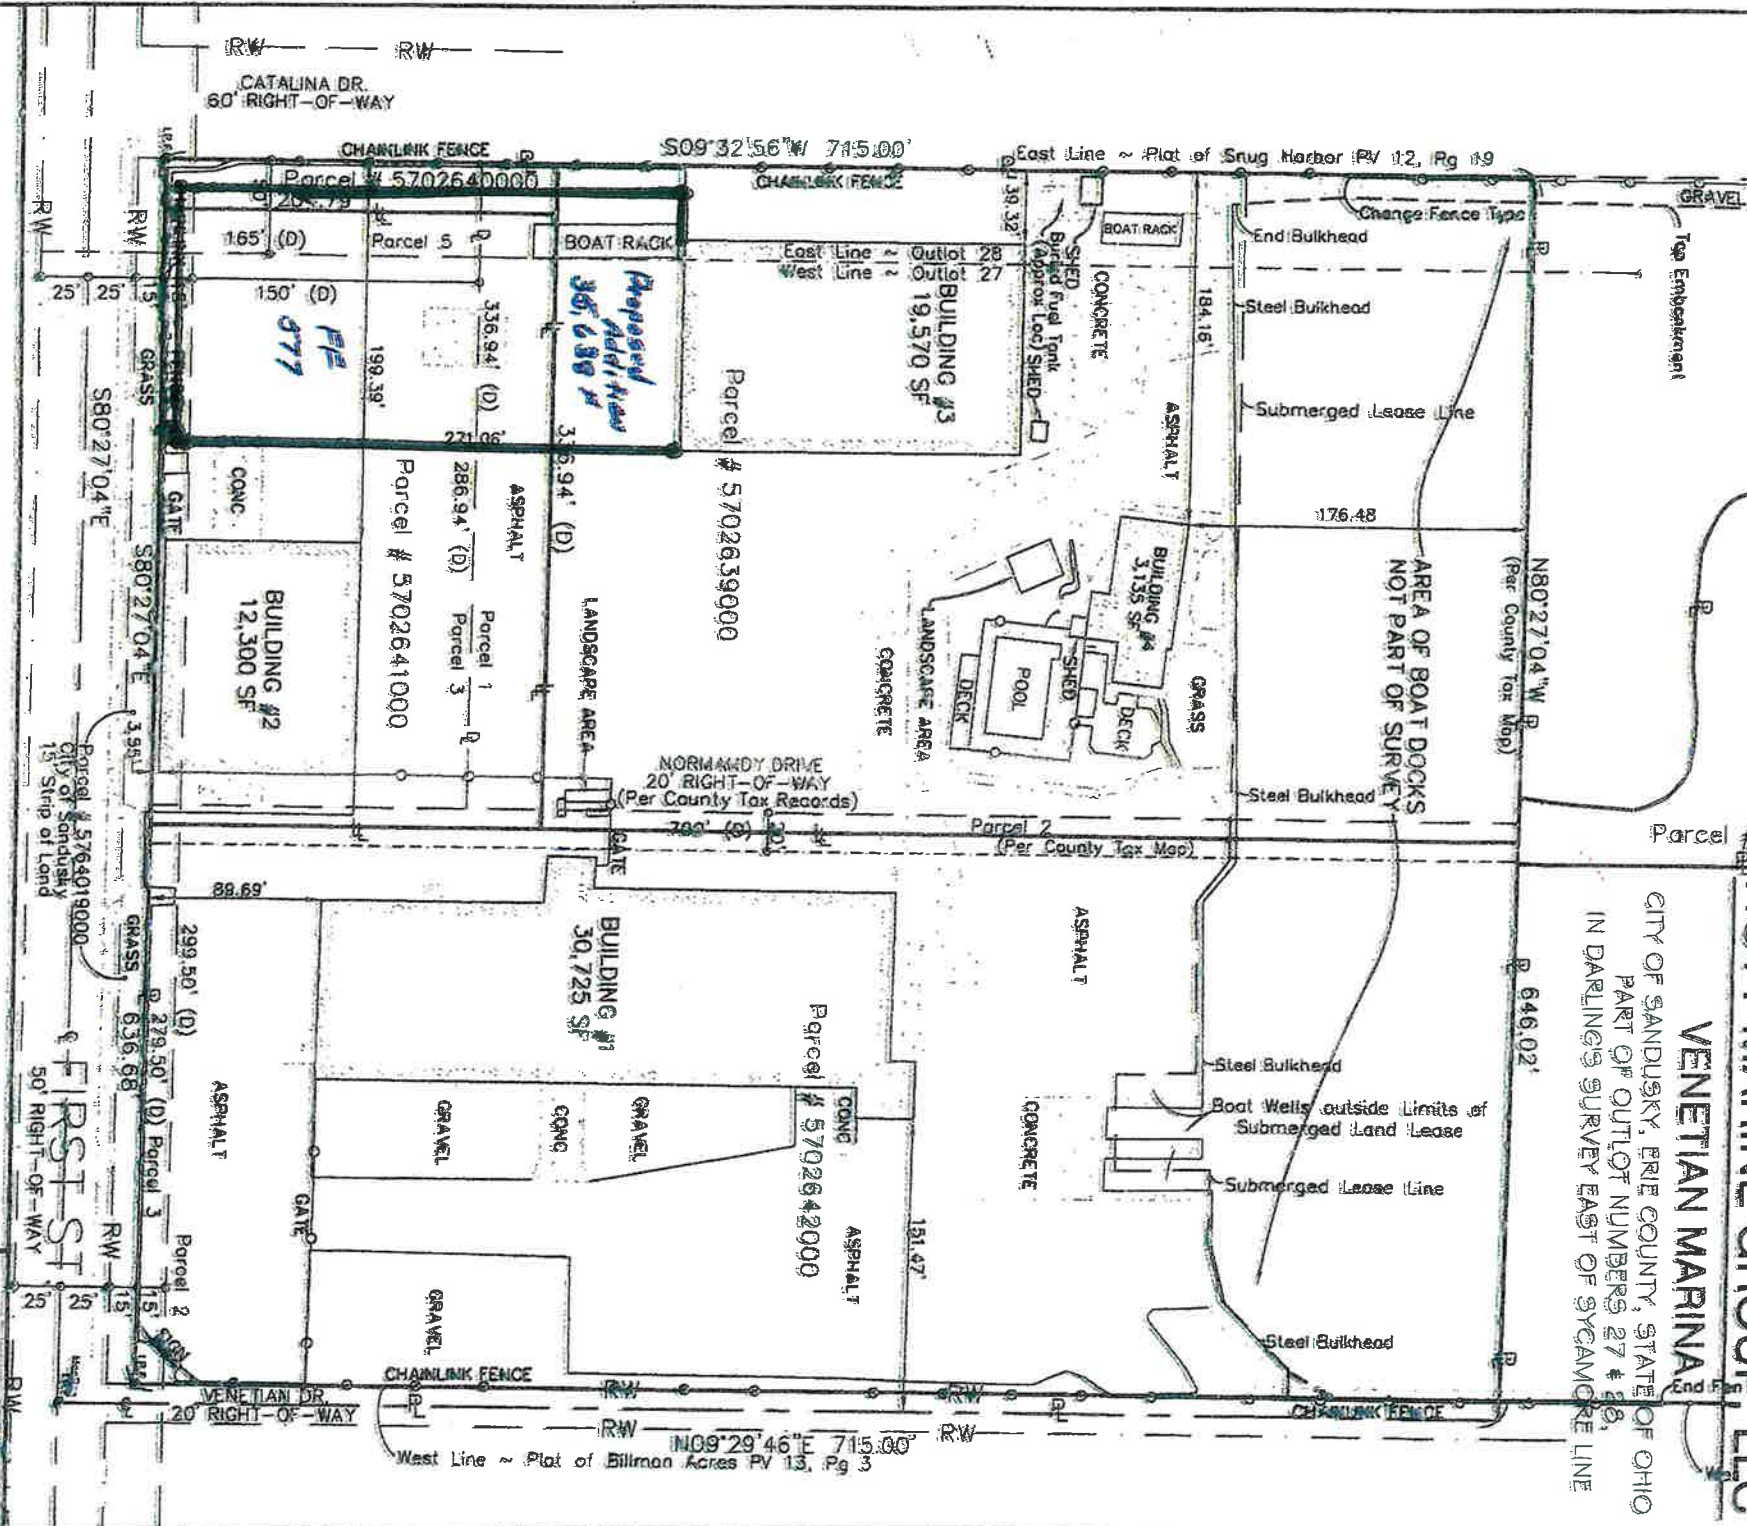 RW RW
CATALINA DR.
60' RIGHT-OF-WAY
CHAINLINK FENCE
S09°32'56"W 715.00'
East Line ~ Plat of Snug Harbor PV 12, Pg 19
GRAVEL
Parcel # 5702640000
CHAINLINK FENCE
39.32'
Change Fence Type
Top Embankment
165' (D)
Parcel 5
BOAT RACK
East Line ~ Outlot 28
West Line ~ Outlot 27
SHED
Buried Fuel Tank
(Approx Loc)
SHED
BOAT RACK
End Bulkhead
25' 25' 15'
150' (D)
336.94' (D)
Proposed
Addition
36,638 #
FF
577
BUILDING #3
19,570 SF
CONCRETE
184.16'
Steel Bulkhead
RW
RW
GRASS
199.39'
Submerged Lease Line
ASPHALT
S80°27'04"E
271.06'
336.94' (D)
Parcel # 5702639000
GATE
CONC.
Parcel # 5702641000
286.94' (D)
ASPHALT
176.48
N80°27'04"W
(Per County Tax Map)
AREA OF BOAT DOCKS
NOT PART OF SURVEY
S80°27'04"E
BUILDING #2
12,300 SF
Parcel 1
Parcel 3
LANDSCAPE AREA
BUILDING #4
3,135 SF
LANDSCAPE AREA
CONCRETE
POOL
SHED
DECK
DECK
GRASS
3.95'
Parcel # 5764019000
City of Sandusky
15' Strip of Land
NORMANDY DRIVE
20' RIGHT-OF-WAY
(Per County Tax Records)
Steel Bulkhead
700' (D)
20'
Parcel 2
(Per County Tax Map)
GATE
Parcel #
89.69'
GRASS
299.50' (D)
279.50' (D) Parcel 3
636.68'
BUILDING #1
30,725 SF
Parcel # 5702642000
ASPHALT
646.02'
VENETIAN MARINA
CITY OF SANDUSKY, ERIE COUNTY, STATE OF OHIO
PART OF OUTLOT NUMBERS 27 & 28,
IN DARLING'S SURVEY EAST OF SYCAMORE LINE
Steel Bulkhead
Boat Wells outside Limits of
Submerged Land Lease
Submerged Lease Line
FIRST ST
50' RIGHT-OF-WAY
RW
ASPHALT
GRAVEL
CONC
GRAVEL
CONC
CONCRETE
GATE
ASPHALT
151.47'
Parcel 2
25' 25' 15' 15'
SIGN
GRAVEL
Steel Bulkhead
CHAINLINK FENCE
VENETIAN DR.
20' RIGHT-OF-WAY
RW RW
RW RW
CHAINLINK FENCE
End Fen
RW
N09°29'46"E 715.00'
West Line ~ Plat of Billman Acres PV 13, Pg 3